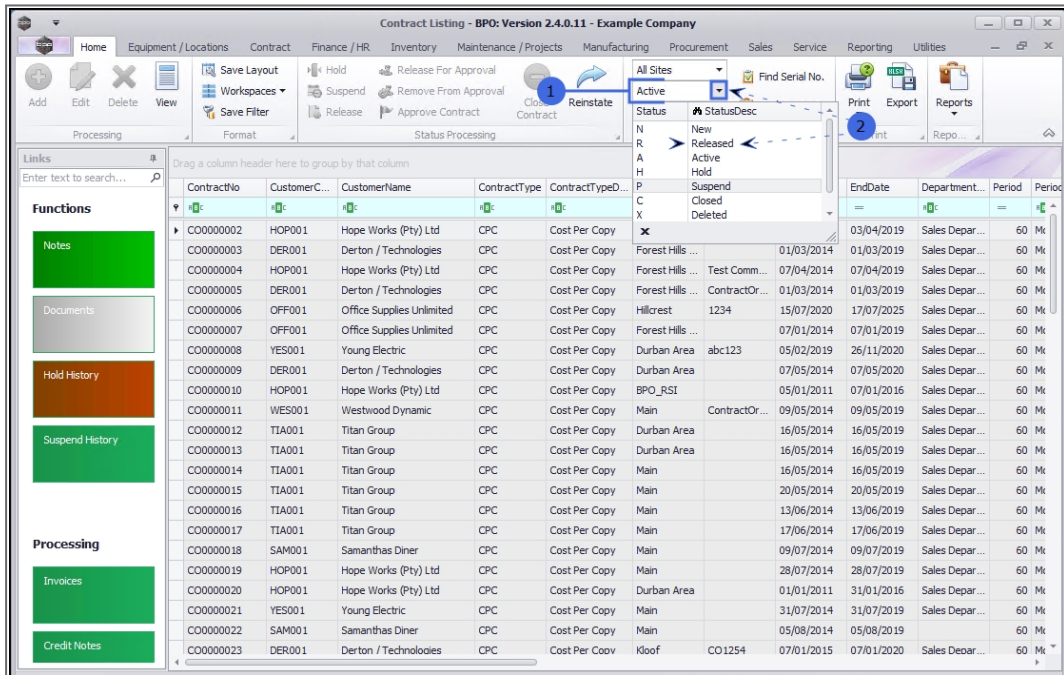 Contract Listing - BPO: Version 2.4.0.11 - Example Company
Home Equipment / Locations Contract Finance / HR Inventory Maintenance / Projects Manufacturing Procurement Sales Service Reporting Utilities
Add Edit Delete View
Processing
Save Layout
Workspaces
Save Filter
Format
Hold Release For Approval
Suspend Remove From Approval
Release Approve Contract
Contract
Reinstate
Status Processing
All Sites
Active
Find Serial No.
Print Export
Reports
Repo...
1
2
Status StatusDesc
N New
R Released
A Active
H Hold
P Suspend
C Closed
X Deleted
x
Links
Enter text to search...
Functions
Notes
Documents
Hold History
Suspend History
Processing
Invoices
Credit Notes
Drag a column header here to group by that column
ContractNo CustomerC... CustomerName ContractType ContractTypeD... EndDate Department... Period Period
CO0000002 HOP001 Hope Works (Pty) Ltd CPC Cost Per Copy 03/04/2019 Sales Depar... 60 Mo
CO0000003 DER001 Derton / Technologies CPC Cost Per Copy Forest Hills ... 01/03/2014 01/03/2019 Sales Depar... 60 Mo
CO0000004 HOP001 Hope Works (Pty) Ltd CPC Cost Per Copy Forest Hills ... Test Comm... 07/04/2014 07/04/2019 Sales Depar... 60 Mo
CO0000005 DER001 Derton / Technologies CPC Cost Per Copy Forest Hills ... ContractOr... 01/03/2014 01/03/2019 Sales Depar... 60 Mo
CO0000006 OFF001 Office Supplies Unlimited CPC Cost Per Copy Hillcrest 1234 15/07/2020 17/07/2025 Sales Depar... 60 Mo
CO0000007 OFF001 Office Supplies Unlimited CPC Cost Per Copy Forest Hills ... 07/01/2014 07/01/2019 Sales Depar... 60 Mo
CO0000008 YES001 Young Electric CPC Cost Per Copy Durban Area abc123 05/02/2019 26/11/2020 Sales Depar... 60 Mo
CO0000009 DER001 Derton / Technologies CPC Cost Per Copy Durban Area 07/05/2014 07/05/2020 Sales Depar... 60 Mo
CO0000010 HOP001 Hope Works (Pty) Ltd CPC Cost Per Copy BPO_RSI 05/01/2011 07/01/2016 Sales Depar... 60 Mo
CO0000011 WES001 Westwood Dynamic CPC Cost Per Copy Main ContractOr... 09/05/2014 09/05/2019 Sales Depar... 60 Mo
CO0000012 TIA001 Titan Group CPC Cost Per Copy Durban Area 16/05/2014 16/05/2019 Sales Depar... 60 Mo
CO0000013 TIA001 Titan Group CPC Cost Per Copy Durban Area 16/05/2014 16/05/2019 Sales Depar... 60 Mo
CO0000014 TIA001 Titan Group CPC Cost Per Copy Main 16/05/2014 16/05/2019 Sales Depar... 60 Mo
CO0000015 TIA001 Titan Group CPC Cost Per Copy Main 20/05/2014 20/05/2019 Sales Depar... 60 Mo
CO0000016 TIA001 Titan Group CPC Cost Per Copy Main 13/06/2014 13/06/2019 Sales Depar... 60 Mo
CO0000017 TIA001 Titan Group CPC Cost Per Copy Main 17/06/2014 17/06/2019 Sales Depar... 60 Mo
CO0000018 SAM001 Samanthas Diner CPC Cost Per Copy Main 09/07/2014 09/07/2019 Sales Depar... 60 Mo
CO0000019 HOP001 Hope Works (Pty) Ltd CPC Cost Per Copy Main 28/07/2014 28/07/2019 Sales Depar... 60 Mo
CO0000020 HOP001 Hope Works (Pty) Ltd CPC Cost Per Copy Durban Area 01/01/2011 31/01/2016 Sales Depar... 60 Mo
CO0000021 YES001 Young Electric CPC Cost Per Copy Main 31/07/2014 31/07/2019 Sales Depar... 60 Mo
CO0000022 SAM001 Samanthas Diner CPC Cost Per Copy Main 05/08/2014 05/08/2019 60 Mo
CO0000023 DER001 Derton / Technologies CPC Cost Per Copy Kloof CO1254 07/01/2015 07/01/2020 Sales Depar... 60 Mo